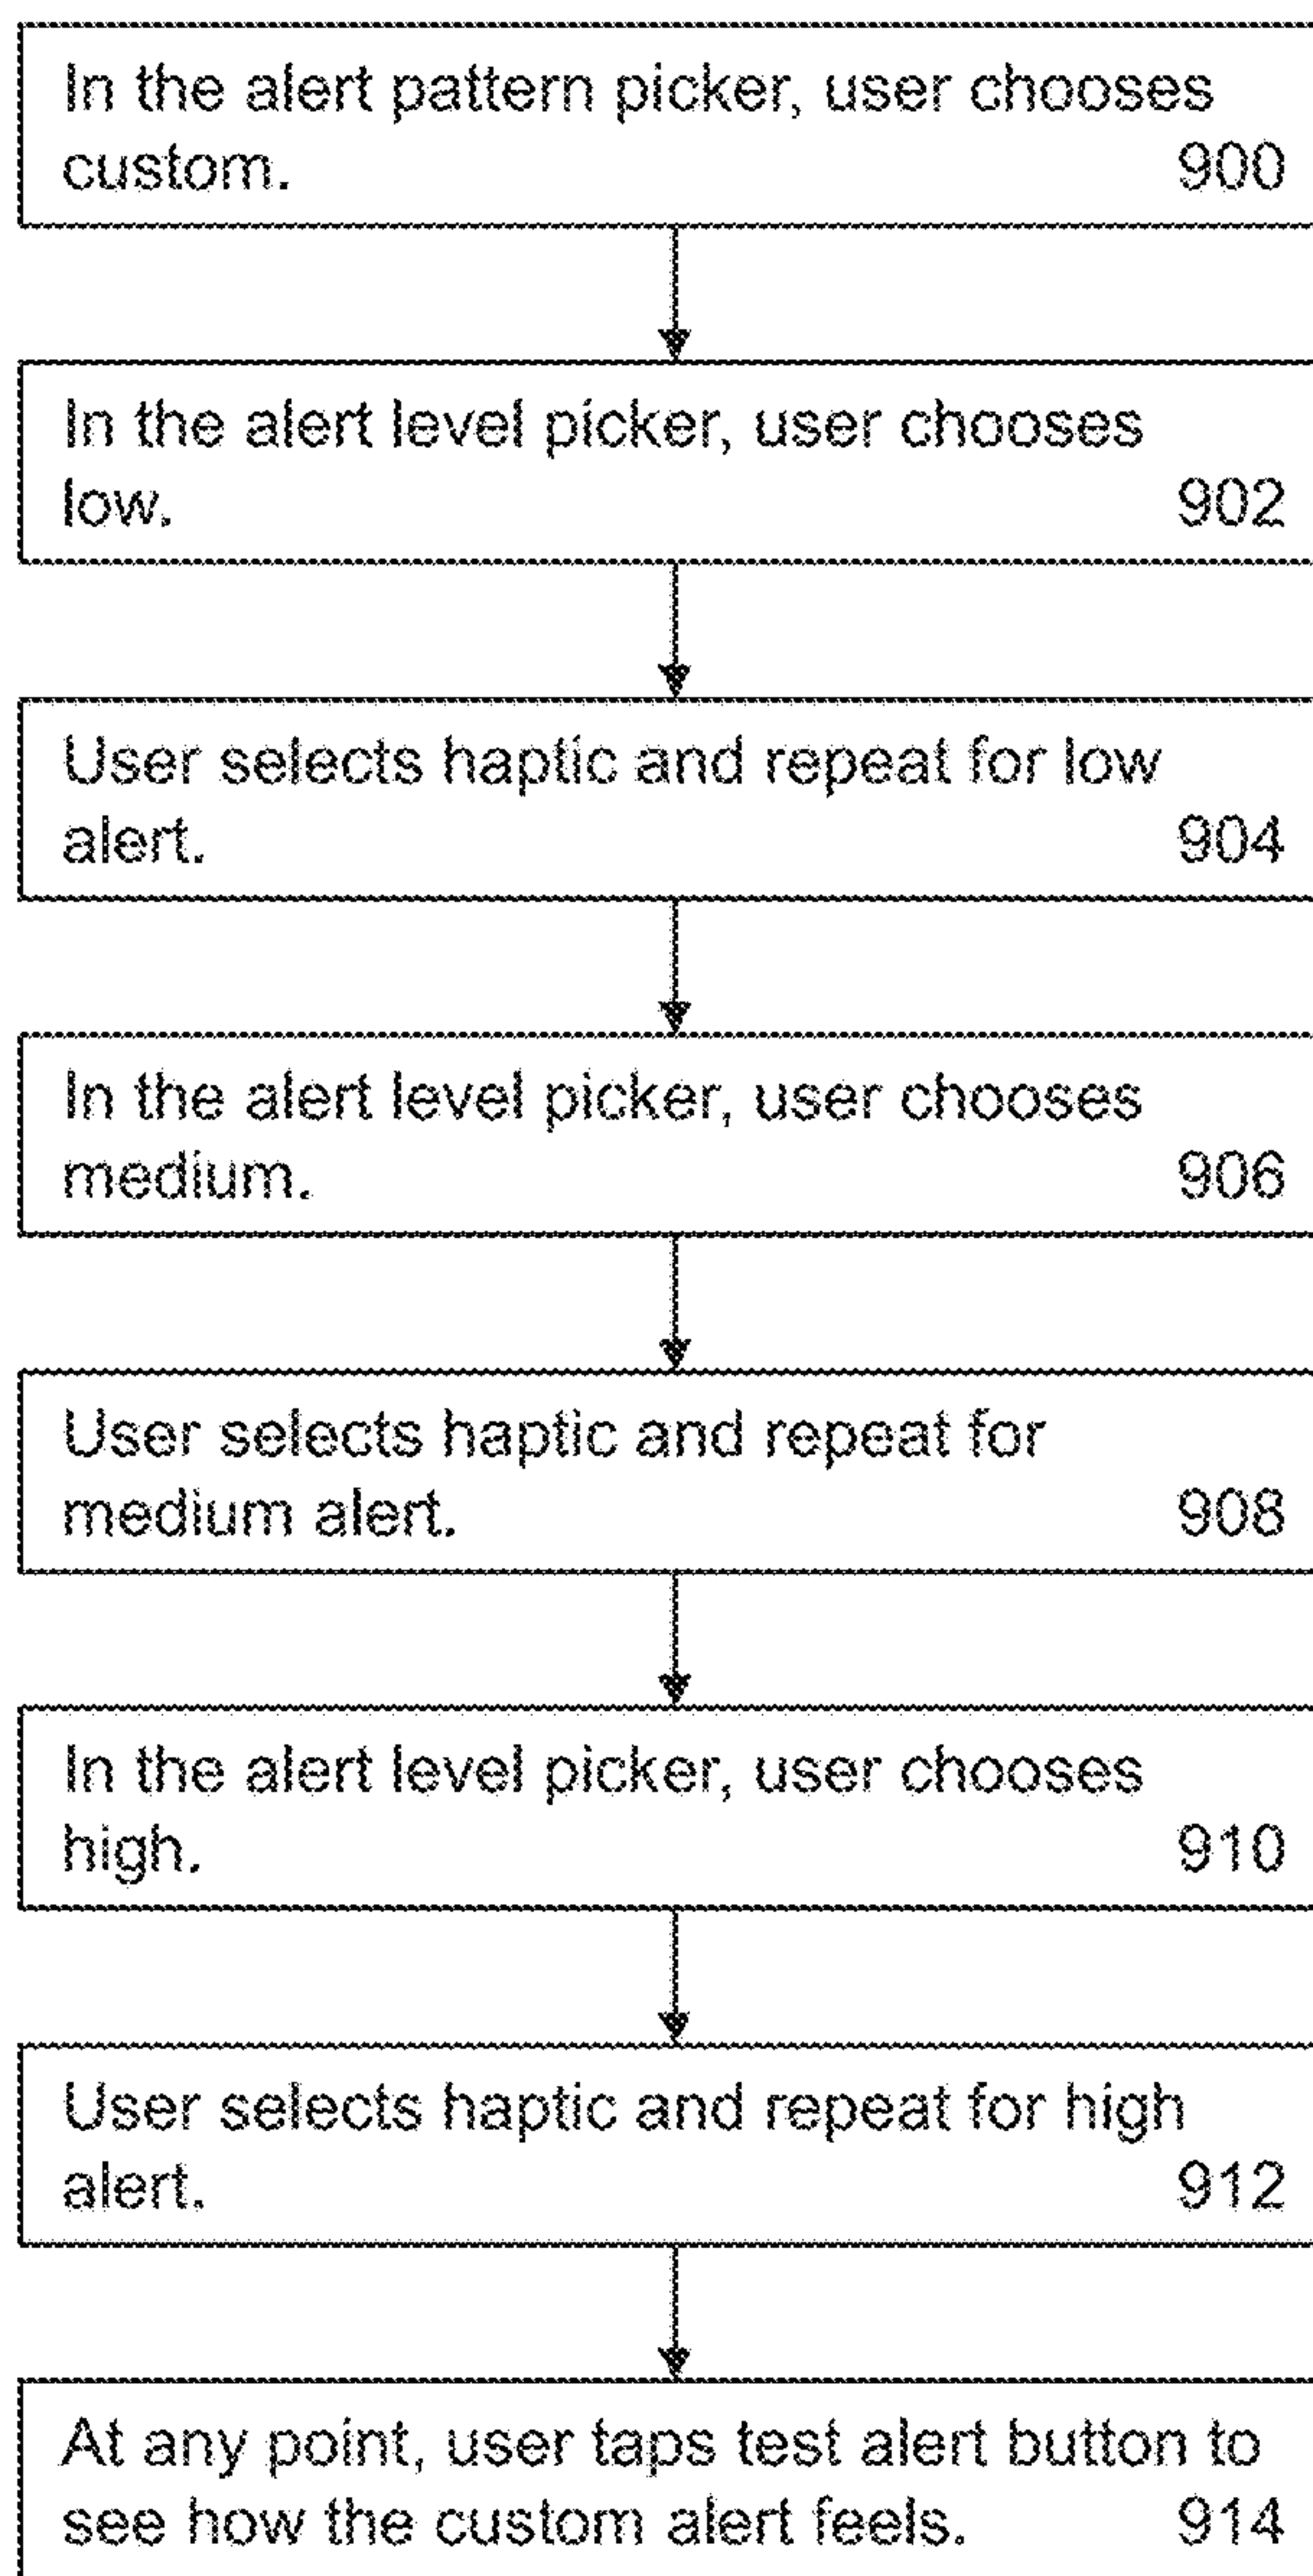 In the alert pattern picker, user chooses
custom. 900
In the alert level picker, user chooses
low. 902
User selects haptic and repeat for low
alert. 904
In the alert level picker, user chooses
medium. 906
User selects haptic and repeat for
medium alert. 908
In the alert level picker, user chooses
high. 910
User selects haptic and repeat for high
alert. 912
At any point, user taps test alert button to
see how the custom alert feels. 914